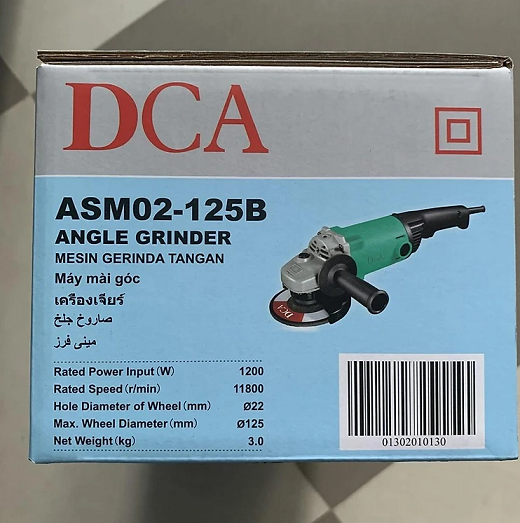 DCA
ASM02-125B
ANGLE GRINDER
MESIN GERINDA TANGAN
Máy mài góc
เครื่องเจียร์
صاروخ جلخ
مینی فرز
DCA
DCA
Rated Power Input(W) 1200
Rated Speed(r/min) 11800
Hole Diameter of Wheel(mm) Ø22
Max. Wheel Diameter(mm) Ø125
Net Weight(kg) 3.0
01302010130